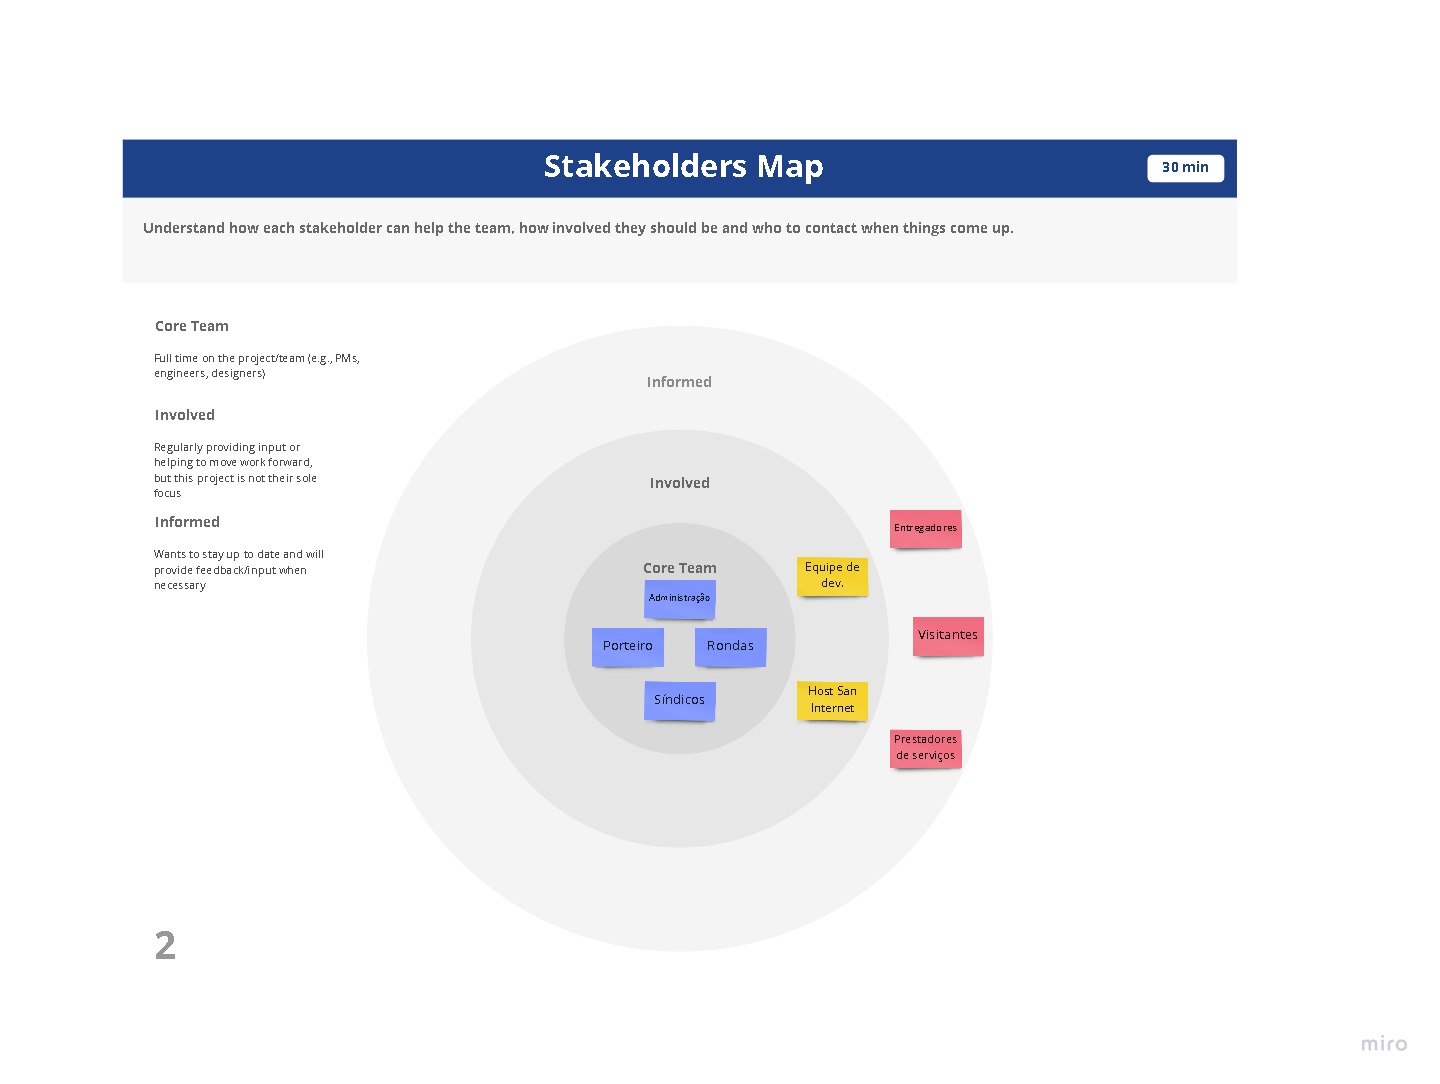 Stakeholders Map
30 min
Understand how each stakeholder can help the team, how involved they should be and who to contact when things come up.
Core Team
Full time on the project/team (e.g., PMs,
engineers, designers)
Involved
Regularly providing input or
helping to move work forward,
but this project is not their sole
focus
Informed
Wants to stay up to date and will
provide feedback/input when
necessary
Informed
Involved
Core Team
Administração
Porteiro
Rondas
Síndicos
Equipe de
dev.
Host San
Internet
Entregadores
Visitantes
Prestadores
de serviços
2
miro